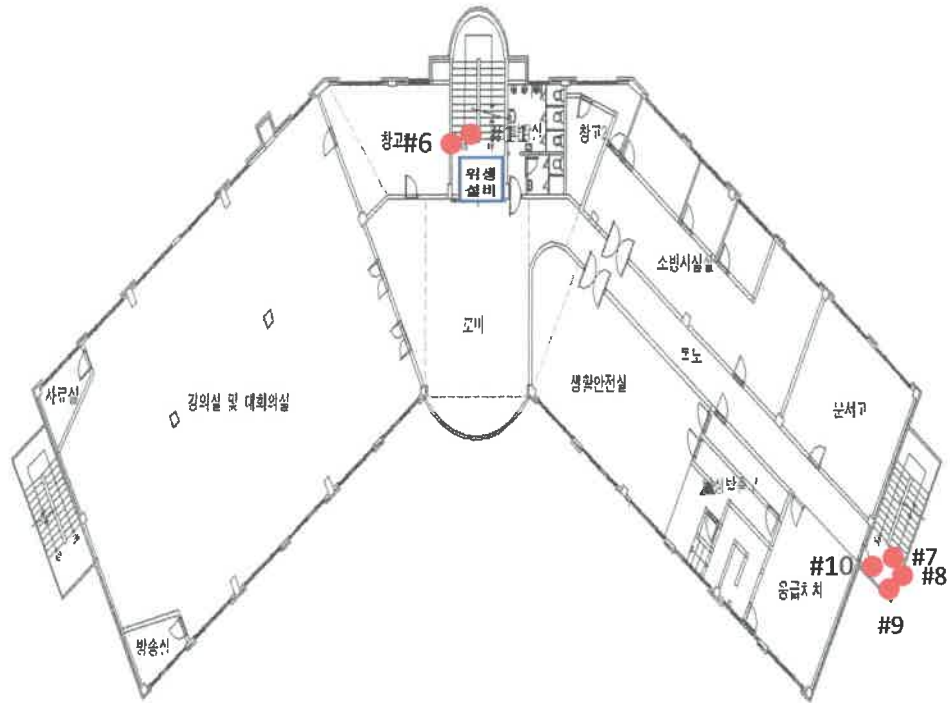 창고
#6
위생
설비
창고
소방시설실
로비
복도
생활안전실
사류실
강의실 및 대회의실
문서고
#7
#10
#8
응급처치
#9
방송실